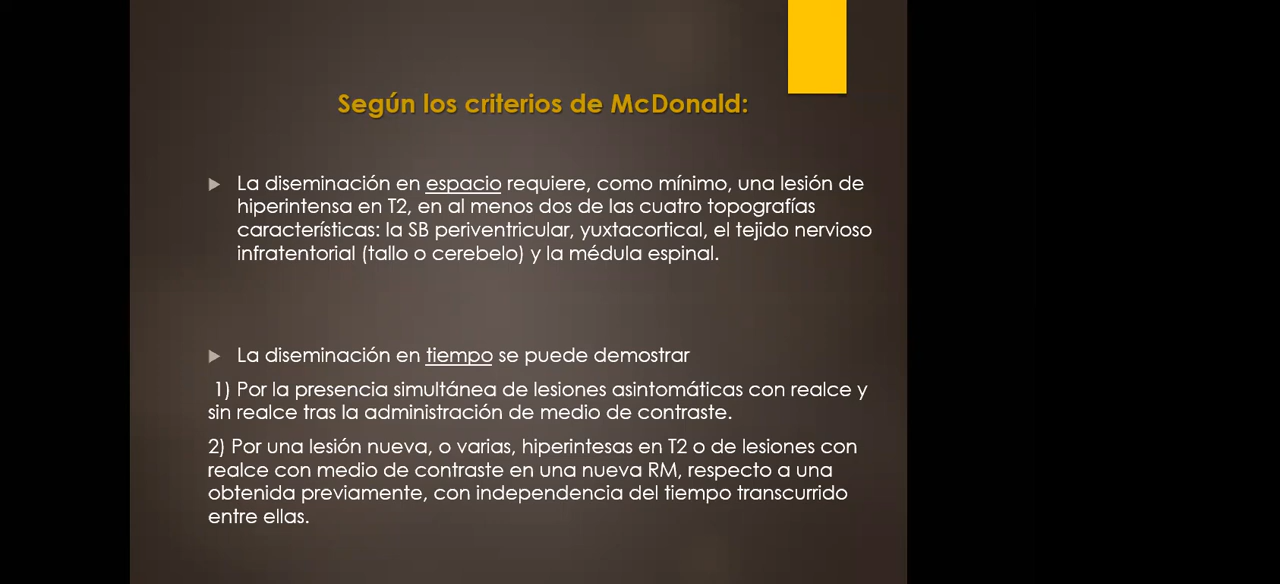 Según los criterios de McDonald:
La diseminación en espacio requiere, como mínimo, una lesión de
hiperintensa en T2, en al menos dos de las cuatro topografías
características: la SB periventricular, yuxtacortical, el tejido nervioso
infratentorial (tallo o cerebelo) y la médula espinal.
La diseminación en tiempo se puede demostrar
1) Por la presencia simultánea de lesiones asintomáticas con realce y
sin realce tras la administración de medio de contraste.
2) Por una lesión nueva, o varias, hiperintesas en T2 o de lesiones con
realce con medio de contraste en una nueva RM, respecto a una
obtenida previamente, con independencia del tiempo transcurrido
entre ellas.